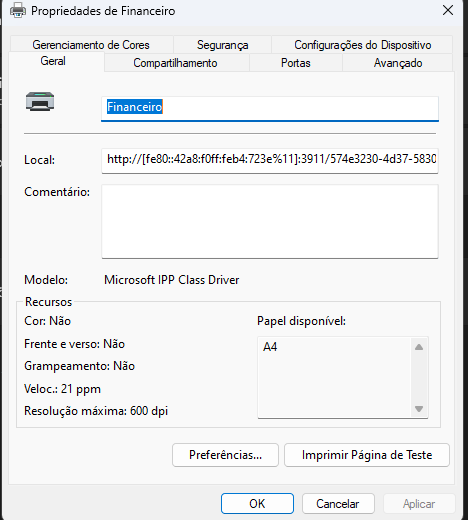 Propriedades de Financeiro
Gerenciamento de Cores
Segurança
Configurações do Dispositivo
Geral
Compartilhamento
Portas
Avançado
Financeiro
Local:
http://[fe80::42a8:f0ff:feb4:723e%11]:3911/574e3230-4d37-5830
Comentário:
Modelo:
Microsoft IPP Class Driver
Recursos
Cor: Não
Papel disponível:
Frente e verso: Não
A4
Grampeamento: Não
Veloc.: 21 ppm
Resolução máxima: 600 dpi
Preferências...
Imprimir Página de Teste
OK
Cancelar
Aplicar